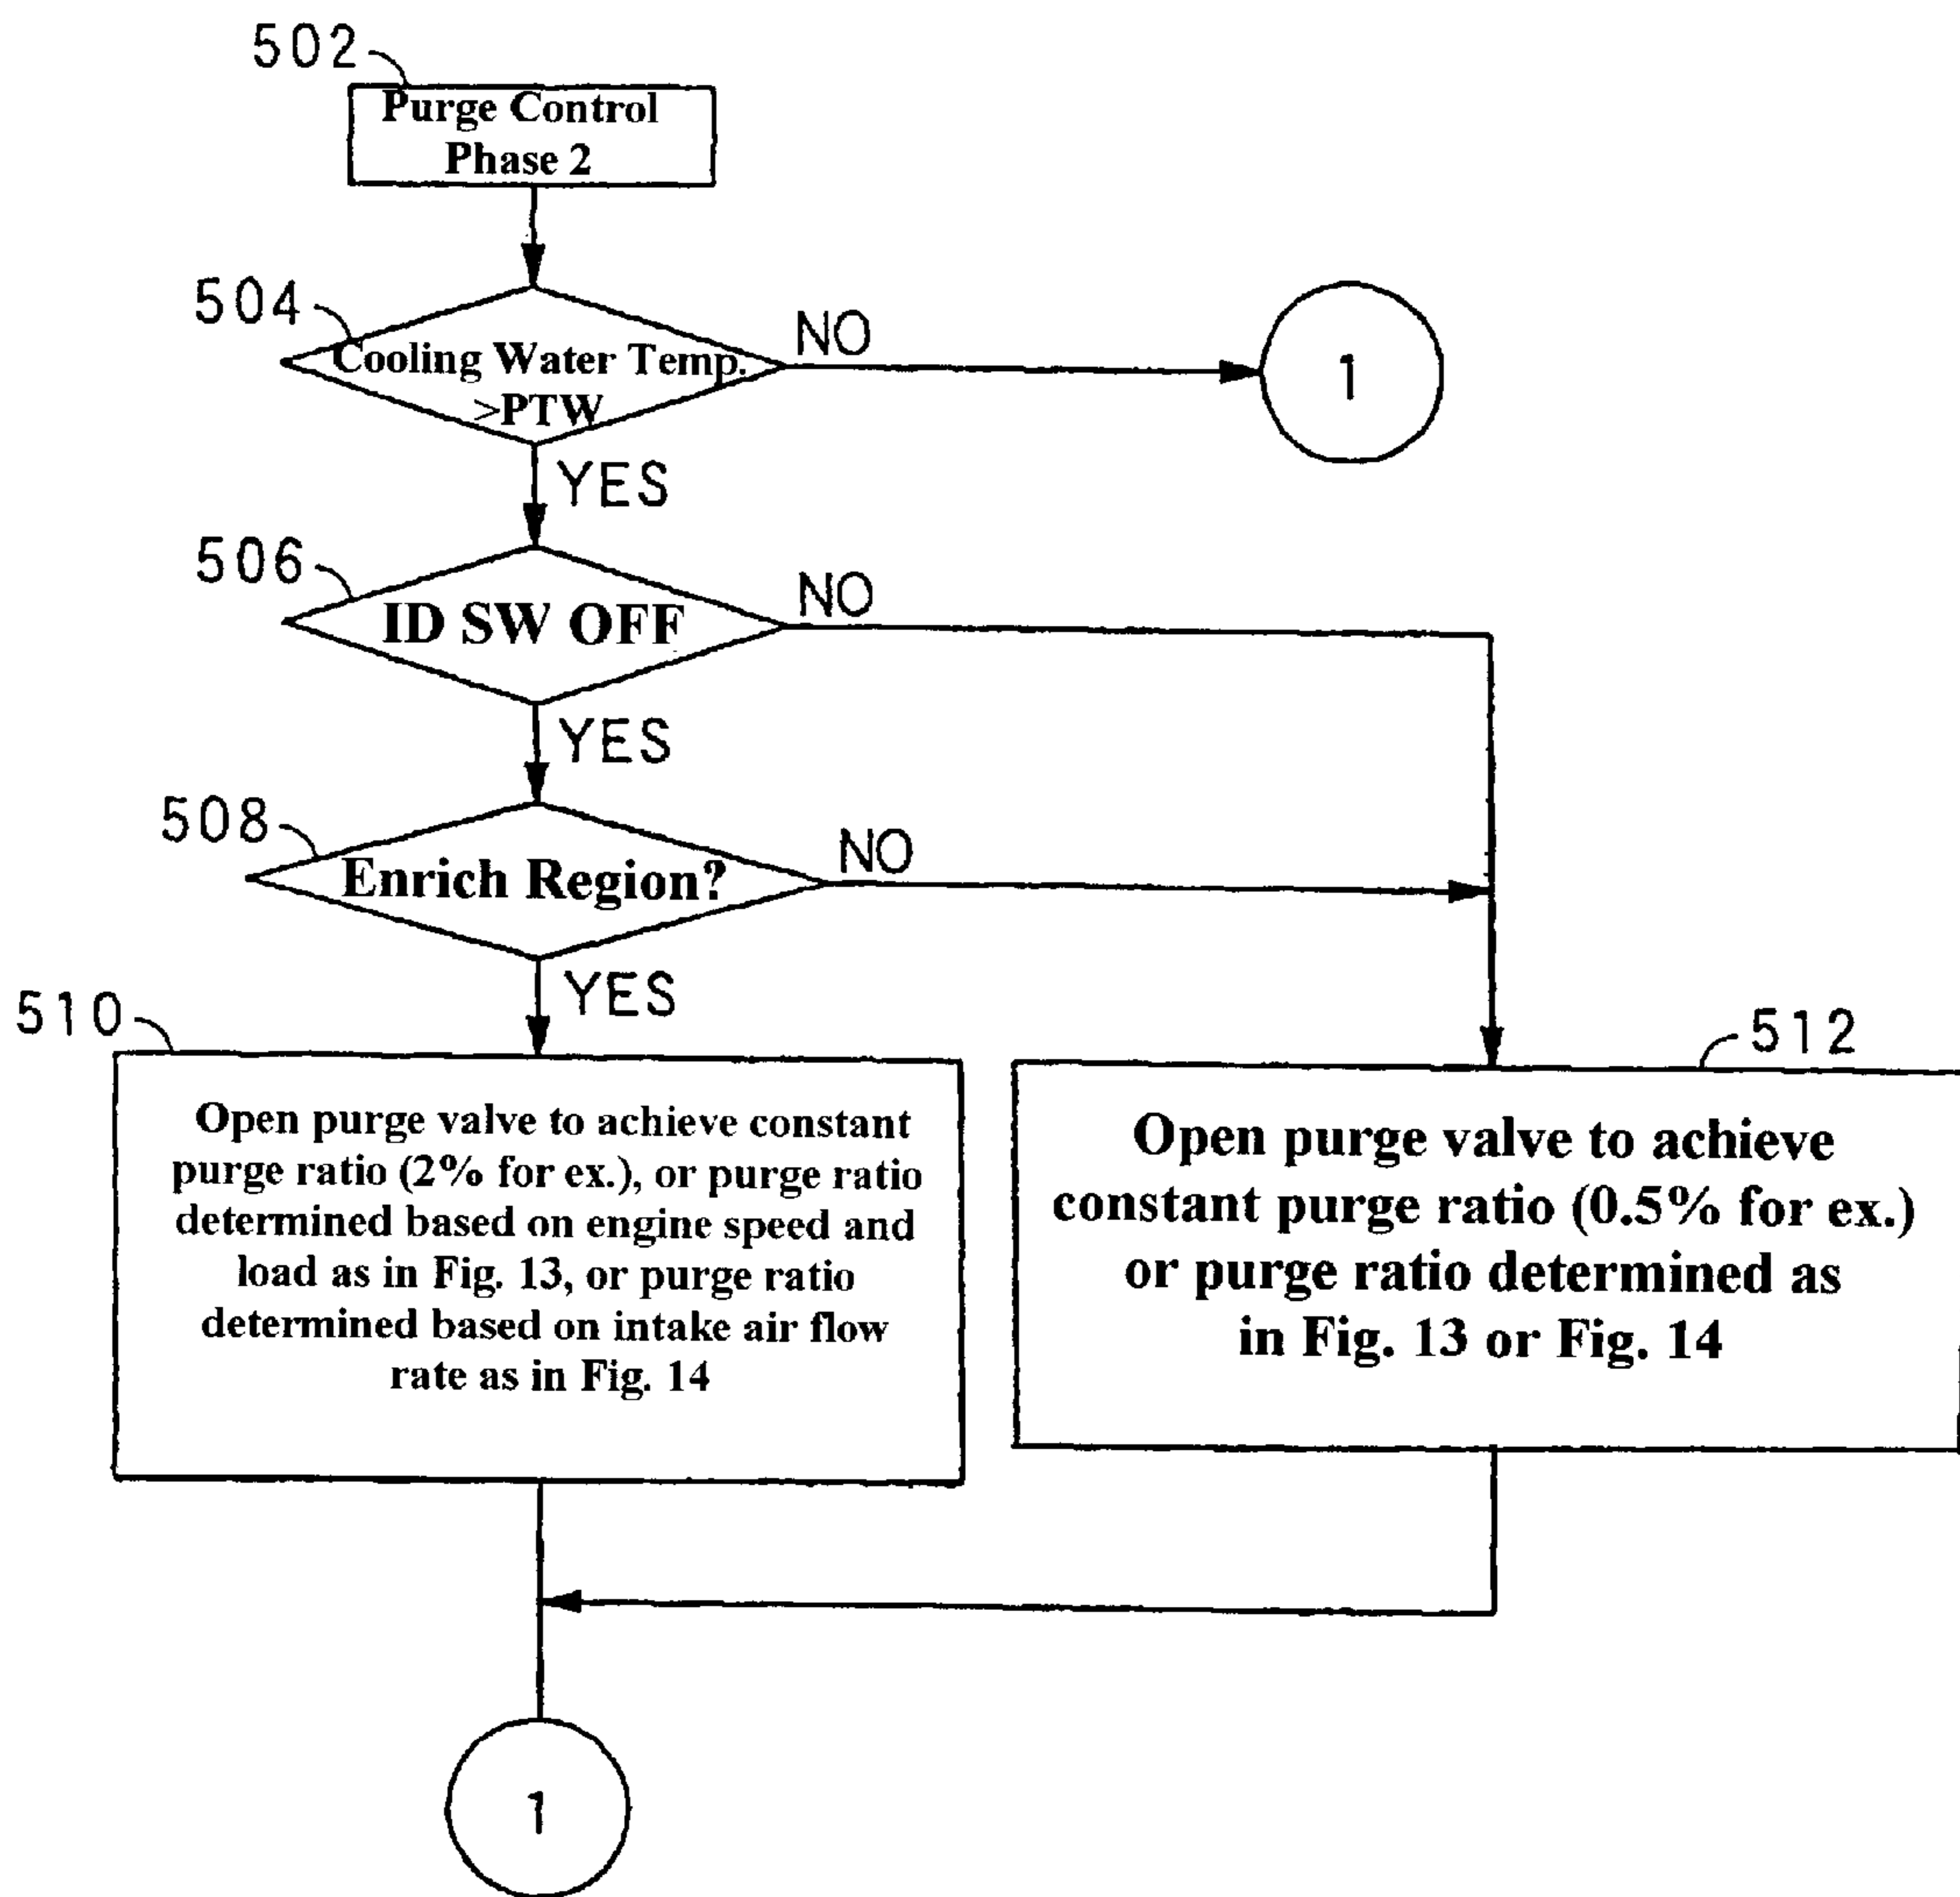 502
Purge Control
Phase 2
504
Cooling Water Temp.
>PTW
NO
1
YES
506
ID SW OFF
NO
YES
508
Enrich Region?
NO
YES
510
Open purge valve to achieve constant
purge ratio (2% for ex.), or purge ratio
determined based on engine speed and
load as in Fig. 13, or purge ratio
determined based on intake air flow
rate as in Fig. 14
512
Open purge valve to achieve
constant purge ratio (0.5% for ex.)
or purge ratio determined as
in Fig. 13 or Fig. 14
1